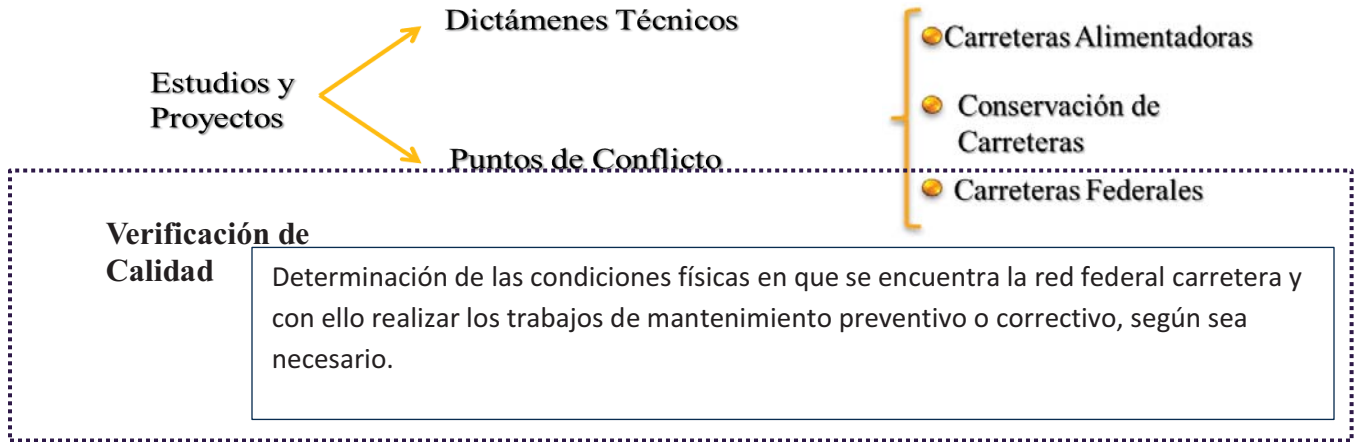 Dictámenes Técnicos
Estudios y
Proyectos
Puntos de Conflicto
Carreteras Alimentadoras
Conservación de
Carreteras
Carreteras Federales
Verificación de
Calidad
Determinación de las condiciones físicas en que se encuentra la red federal carretera y
con ello realizar los trabajos de mantenimiento preventivo o correctivo, según sea
necesario.